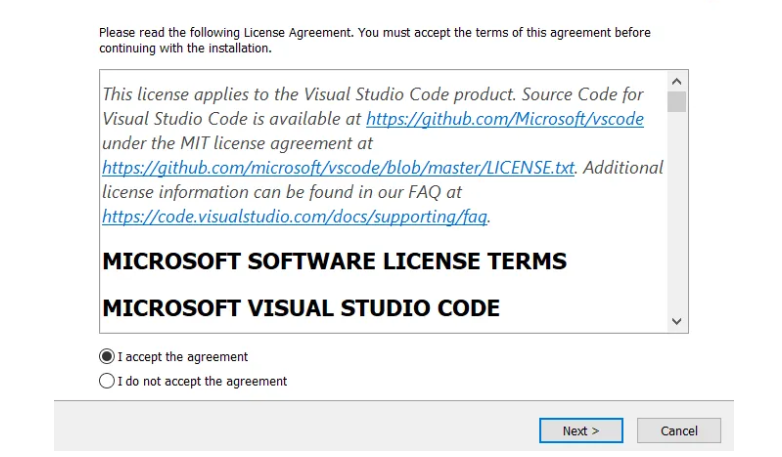 Please read the following License Agreement. You must accept the terms of this agreement before
continuing with the installation.
This license applies to the Visual Studio Code product. Source Code for
Visual Studio Code is available at https://github.com/Microsoft/vscode
under the MIT license agreement at
https://github.com/microsoft/vscode/blob/master/LICENSE.txt. Additional
license information can be found in our FAQ at
https://code.visualstudio.com/docs/supporting/faq.
MICROSOFT SOFTWARE LICENSE TERMS
MICROSOFT VISUAL STUDIO CODE
I accept the agreement
I do not accept the agreement
Next >
Cancel